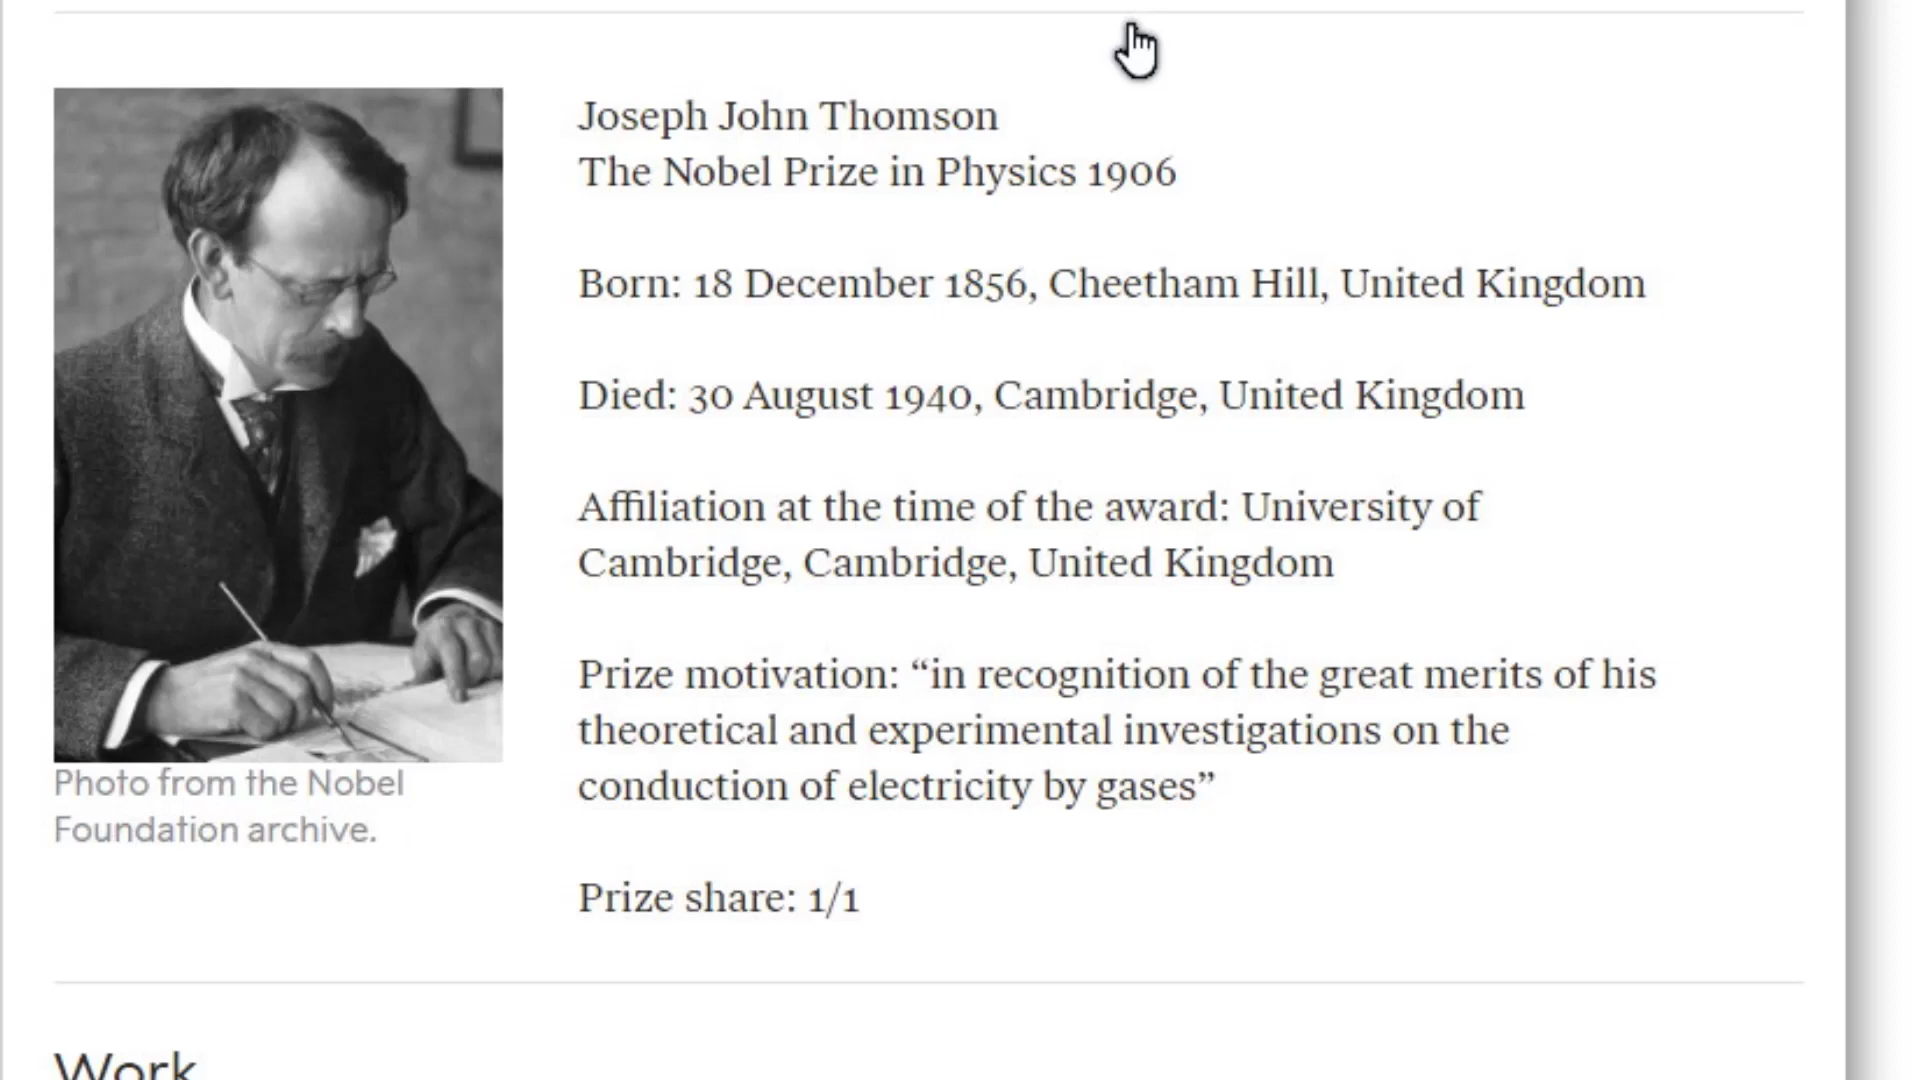 Joseph John Thomson
The Nobel Prize in Physics 1906
Born: 18 December 1856, Cheetham Hill, United Kingdom
Died: 30 August 1940, Cambridge, United Kingdom
Affiliation at the time of the award: University of
Cambridge, Cambridge, United Kingdom
Prize motivation: “in recognition of the great merits of his
theoretical and experimental investigations on the
conduction of electricity by gases”
Prize share: 1/1
Photo from the Nobel
Foundation archive.
Work